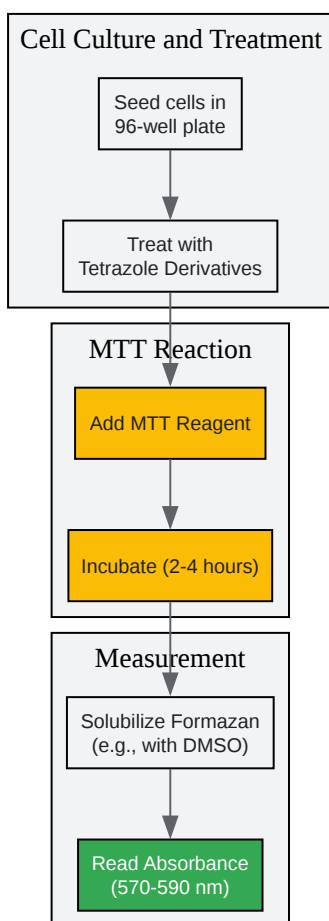 Cell Culture and Treatment
Seed cells in
96-well plate
Treat with
Tetrazole Derivatives
MTT Reaction
Add MTT Reagent
Incubate (2-4 hours)
Measurement
Solubilize Formazan
(e.g., with DMSO)
Read Absorbance
(570-590 nm)